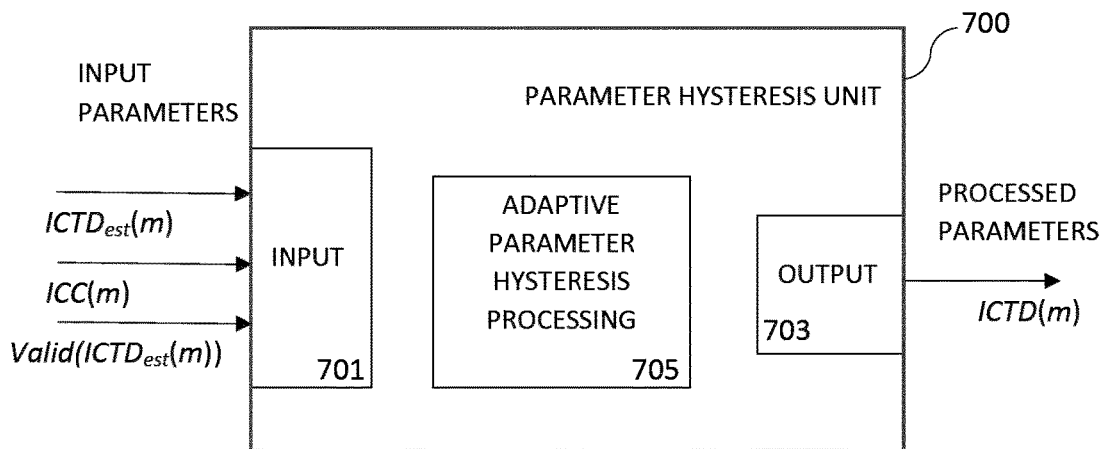 700
INPUT
PARAMETERS
PARAMETER HYSTERESIS UNIT
ICTDest(m)
ICC(m)
Valid(ICTDest(m))
INPUT
701
ADAPTIVE
PARAMETER
HYSTERESIS
PROCESSING
705
OUTPUT
703
PROCESSED
PARAMETERS
ICTD(m)